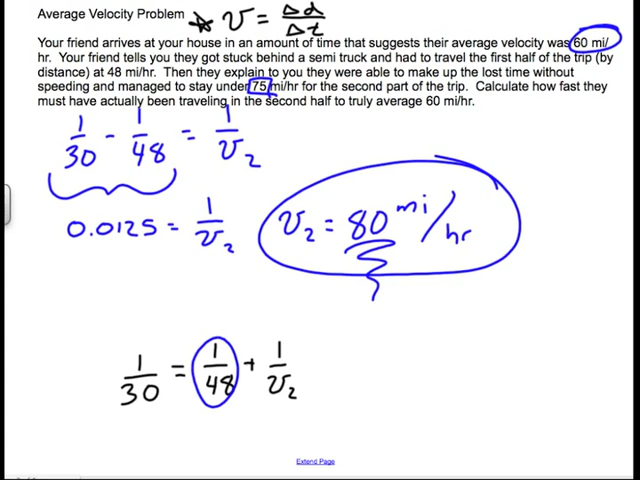 Average Velocity Problem ★ v = Δd/Δt
Your friend arrives at your house in an amount of time that suggests their average velocity was 60 mi/
hr. Your friend tells you they got stuck behind a semi truck and had to travel the first half of the trip (by
distance) at 48 mi/hr. Then they explain to you they were able to make up the lost time without
speeding and managed to stay under 75 mi/hr for the second part of the trip. Calculate how fast they
must have actually been traveling in the second half to truly average 60 mi/hr.
1/30 - 1/48 = 1/v₂
0.0125 = 1/v₂ v₂ = 80 mi/hr
1/30 = 1/48 + 1/v₂
Extend Page